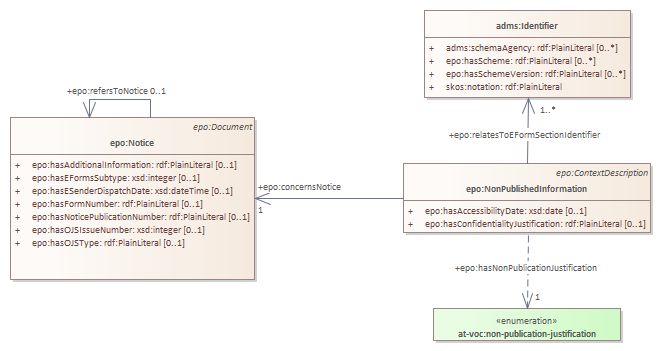 adms:Identifier
+ adms:schemaAgency: rdf:PlainLiteral [0..*]
+ epo:hasScheme: rdf:PlainLiteral [0..*]
+ epo:hasSchemeVersion: rdf:PlainLiteral [0..*]
+ skos:notation: rdf:PlainLiteral
+epo:refersToNotice 0..1
1..*
epo:Document
epo:Notice
+ epo:hasAdditionalInformation: rdf:PlainLiteral [0..1]
+ epo:hasEFormsSubtype: xsd:integer [0..1]
+ epo:hasESenderDispatchDate: xsd:dateTime [0..1]
+ epo:hasFormNumber: rdf:PlainLiteral [0..1]
+ epo:hasNoticePublicationNumber: rdf:PlainLiteral [0..1]
+ epo:hasOJSIssueNumber: xsd:integer [0..1]
+ epo:hasOJSType: rdf:PlainLiteral [0..1]
+epo:relatesToEFormSectionIdentifier
+epo:concernsNotice
1
epo:ContextDescription
epo:NonPublishedInformation
+ epo:hasAccessibilityDate: xsd:date [0..1]
+ epo:hasConfidentialityJustification: rdf:PlainLiteral [0..1]
+epo:hasNonPublicationJustification
1
«enumeration»
at-voc:non-publication-justification